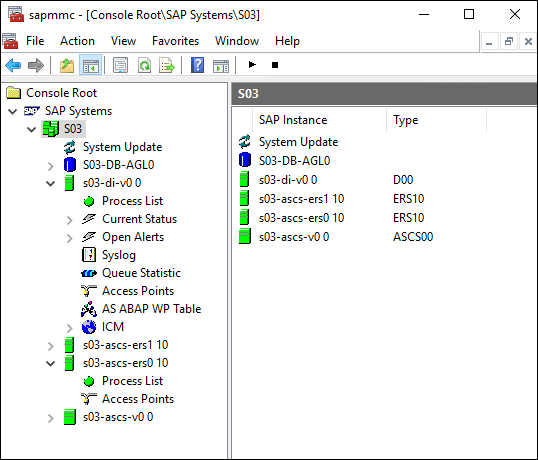 sapmmc - [Console Root\SAP Systems\S03]
File Action View Favorites Window Help
Console Root
SAP Systems
S03
System Update
S03-DB-AGL0
s03-di-v0 0
Process List
Current Status
Open Alerts
Syslog
Queue Statistic
Access Points
AS ABAP WP Table
ICM
s03-ascs-ers1 10
s03-ascs-ers0 10
Process List
Access Points
s03-ascs-v0 0
S03
SAP Instance Type
System Update
S03-DB-AGL0
s03-di-v0 0 D00
s03-ascs-ers1 10 ERS10
s03-ascs-ers0 10 ERS10
s03-ascs-v0 0 ASCS00